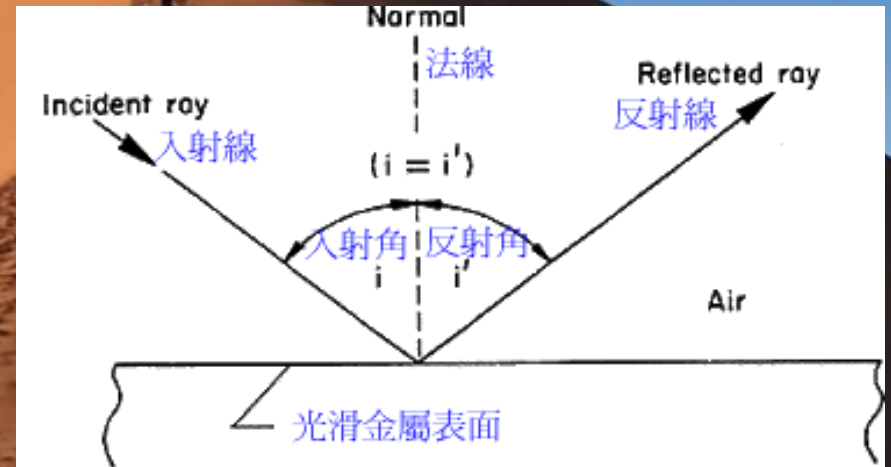 Normal
法線
Reflected ray
反射線
Incident ray
入射線
(i = i')
入射角 反射角
i i'
Air
光滑金屬表面